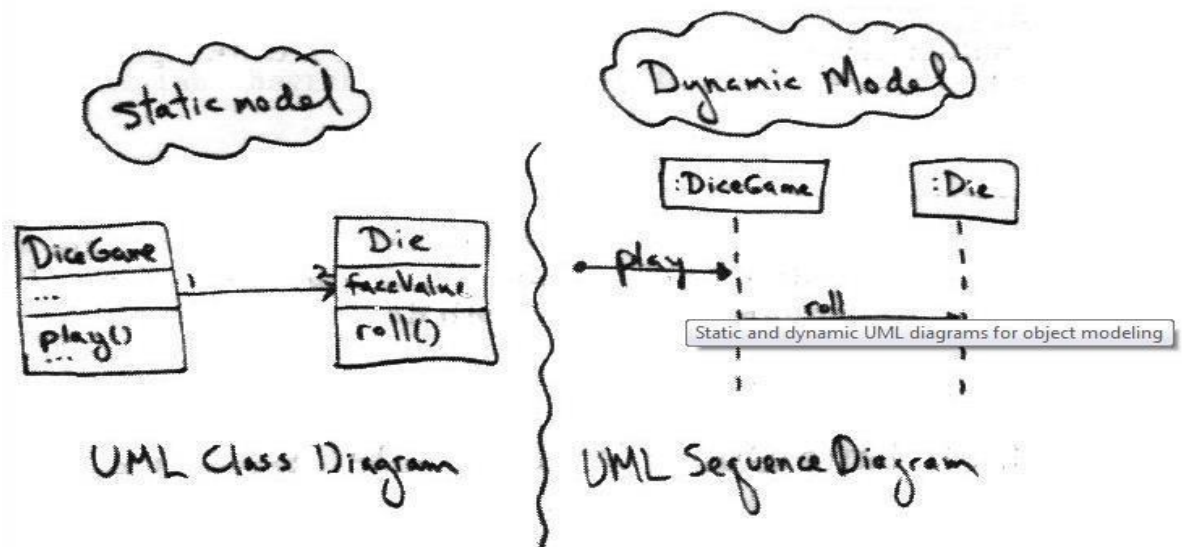 static model
DiceGame
...
play()
...
1
2
Die
faceValue
roll()
UML Class Diagram
Dynamic Model
:DiceGame
:Die
play
roll
Static and dynamic UML diagrams for object modeling
UML Sequence Diagram